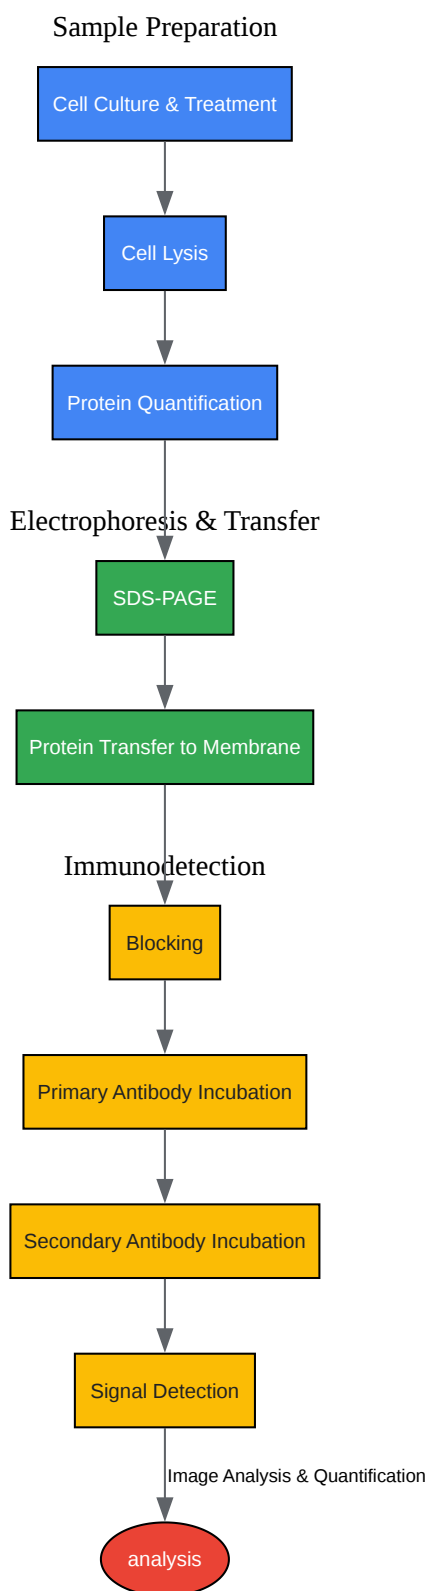 Sample Preparation
Cell Culture & Treatment
Cell Lysis
Protein Quantification
Electrophoresis & Transfer
SDS-PAGE
Protein Transfer to Membrane
Immunodetection
Blocking
Primary Antibody Incubation
Secondary Antibody Incubation
Signal Detection
Image Analysis & Quantification
analysis